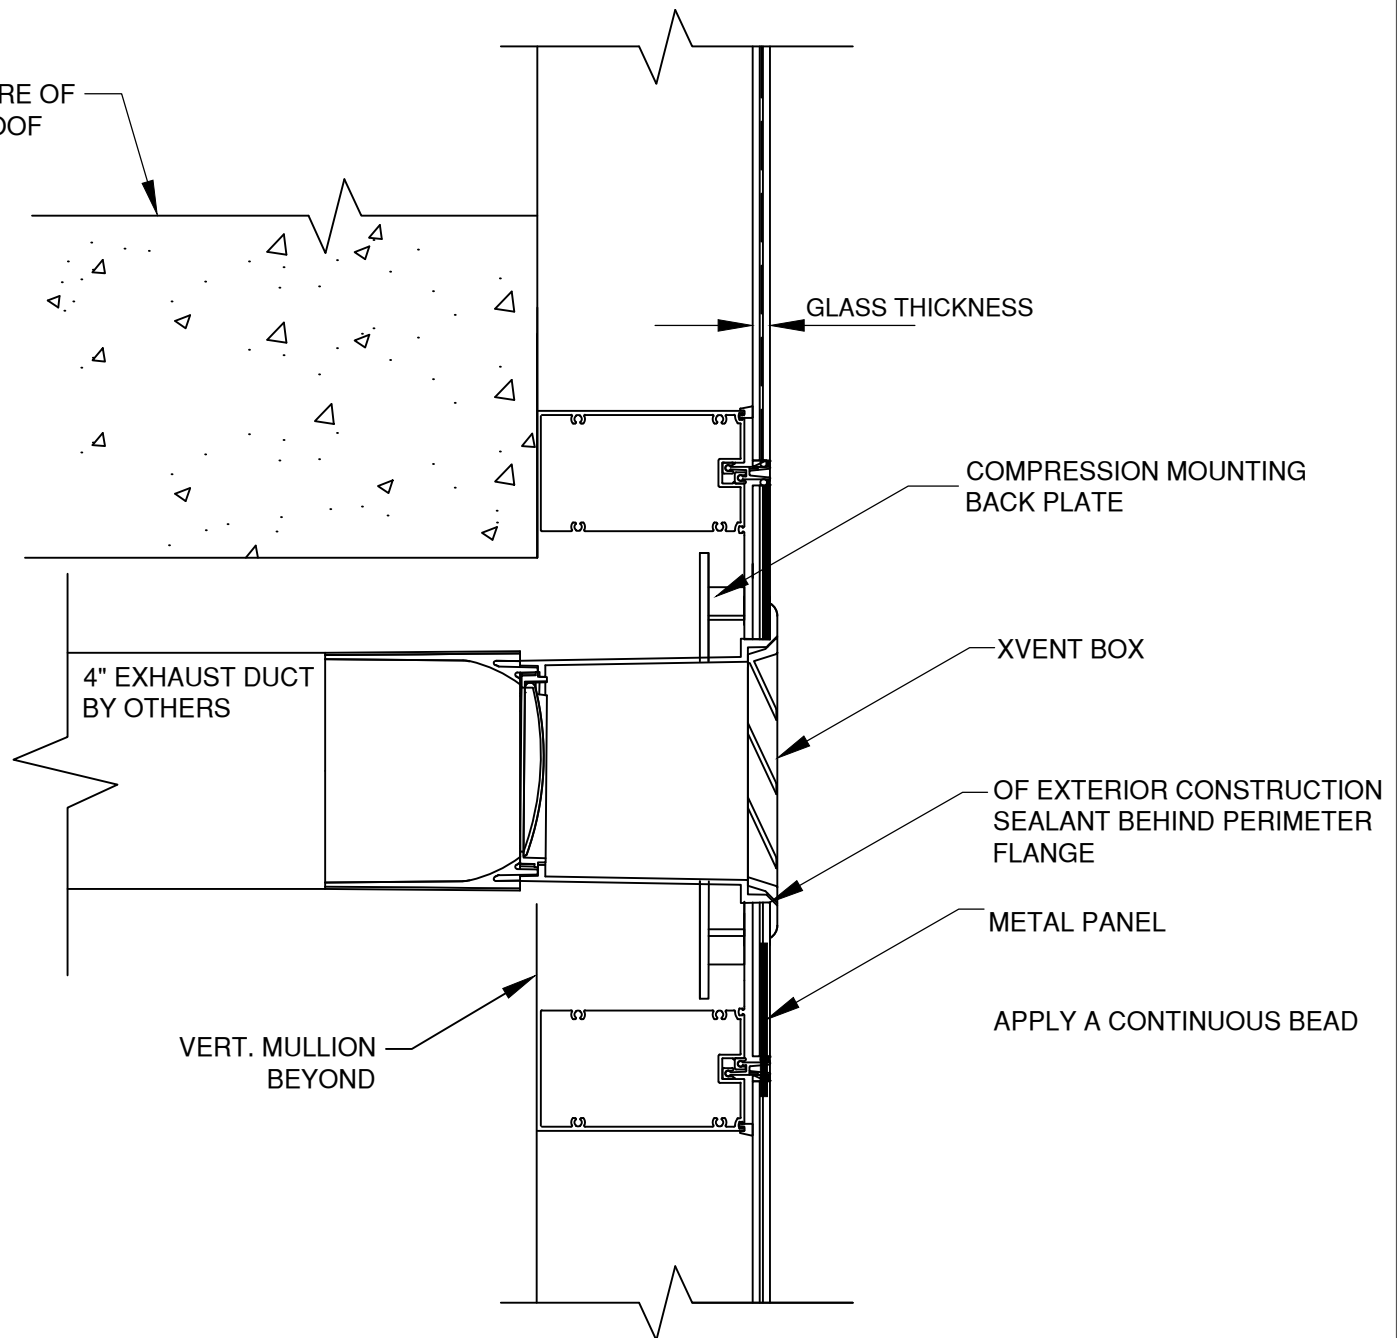 RE OF
OOF
GLASS THICKNESS
COMPRESSION MOUNTING
BACK PLATE
XVENT BOX
4" EXHAUST DUCT
BY OTHERS
OF EXTERIOR CONSTRUCTION
SEALANT BEHIND PERIMETER
FLANGE
METAL PANEL
APPLY A CONTINUOUS BEAD
VERT. MULLION
BEYOND